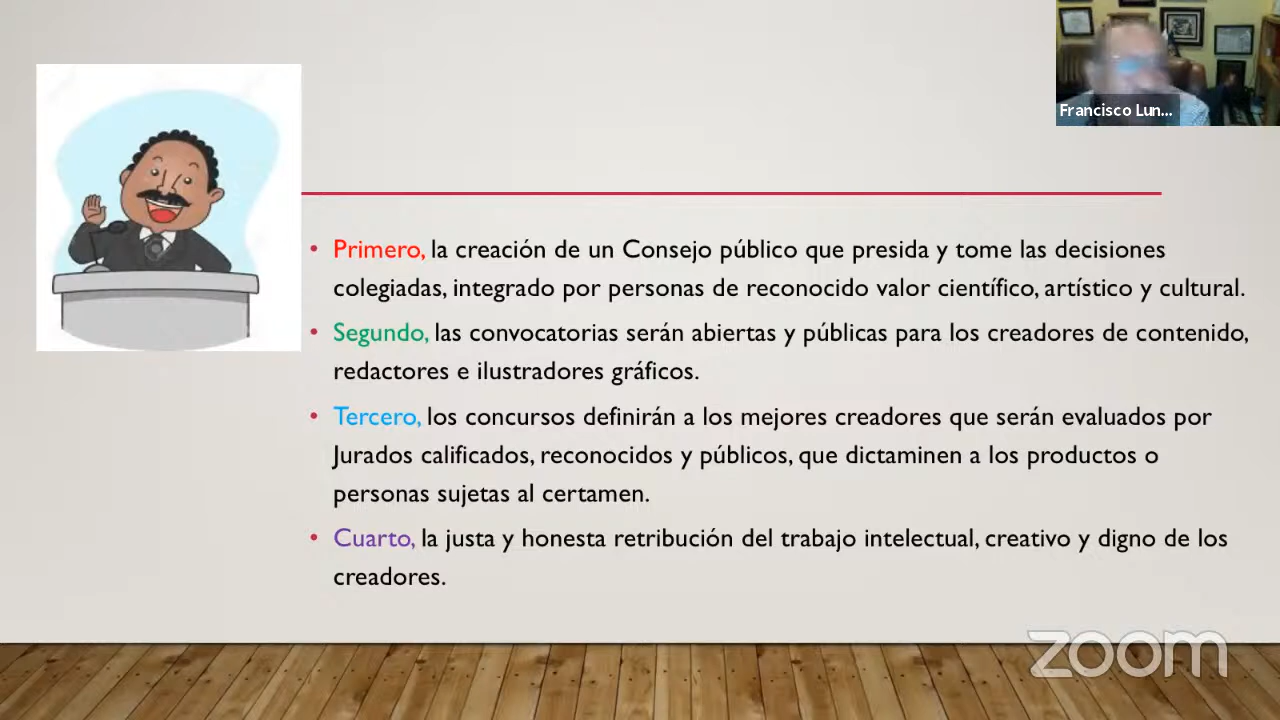 Francisco Lun...
• Primero, la creación de un Consejo público que presida y tome las decisiones
colegiadas, integrado por personas de reconocido valor científico, artístico y cultural.
• Segundo, las convocatorias serán abiertas y públicas para los creadores de contenido,
redactores e ilustradores gráficos.
• Tercero, los concursos definirán a los mejores creadores que serán evaluados por
Jurados calificados, reconocidos y públicos, que dictaminen a los productos o
personas sujetas al certamen.
• Cuarto, la justa y honesta retribución del trabajo intelectual, creativo y digno de los
creadores.
zoom